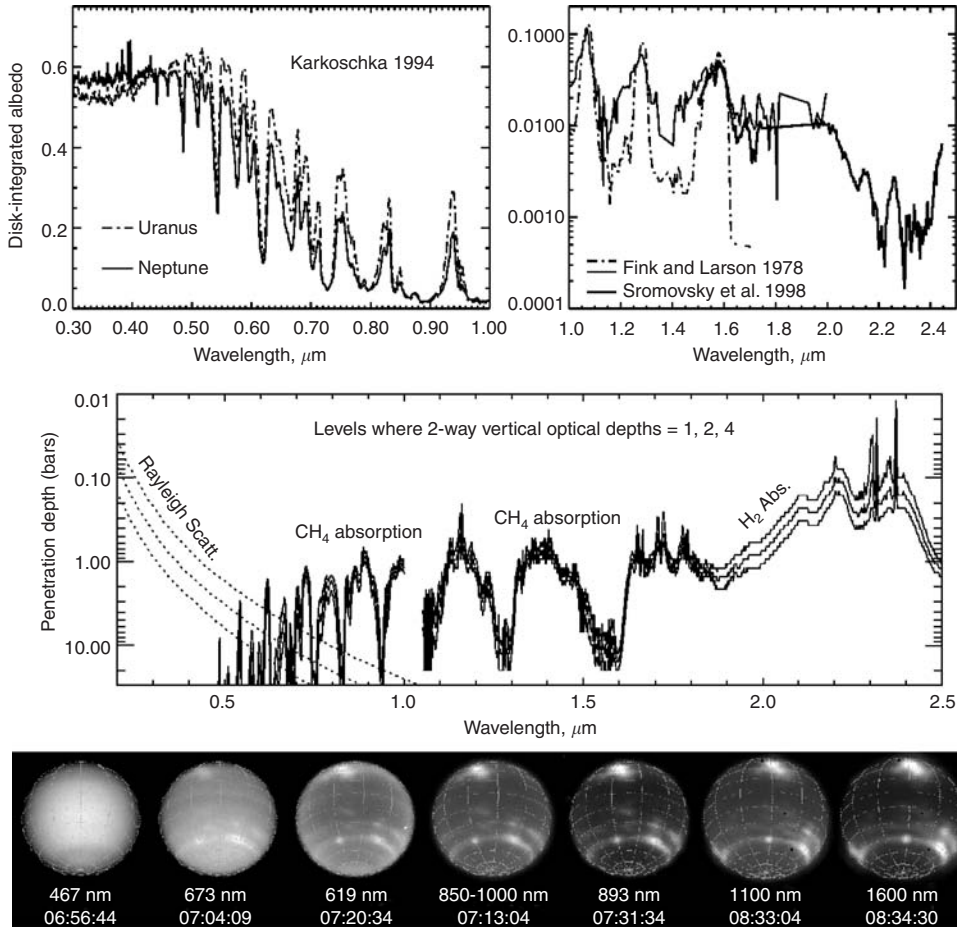 Disk-integrated albedo
0.6
0.4
0.2
0.0
Karkoschka 1994
Uranus
Neptune
0.30 0.40 0.50 0.60 0.70 0.80 0.90 1.00
Wavelength, μm
0.1000
0.0100
0.0010
0.0001
Fink and Larson 1978
Sromovsky et al. 1998
1.0 1.2 1.4 1.6 1.8 2.0 2.2 2.4
Wavelength, μm
Penetration depth (bars)
0.01
0.10
1.00
10.00
Levels where 2-way vertical optical depths = 1, 2, 4
Rayleigh Scatt.
CH₄ absorption
CH₄ absorption
H₂ Abs.
0.5 1.0 1.5 2.0 2.5
Wavelength, μm
467 nm 673 nm 619 nm 850-1000 nm 893 nm 1100 nm 1600 nm
06:56:44 07:04:09 07:20:34 07:13:04 07:31:34 08:33:04 08:34:30